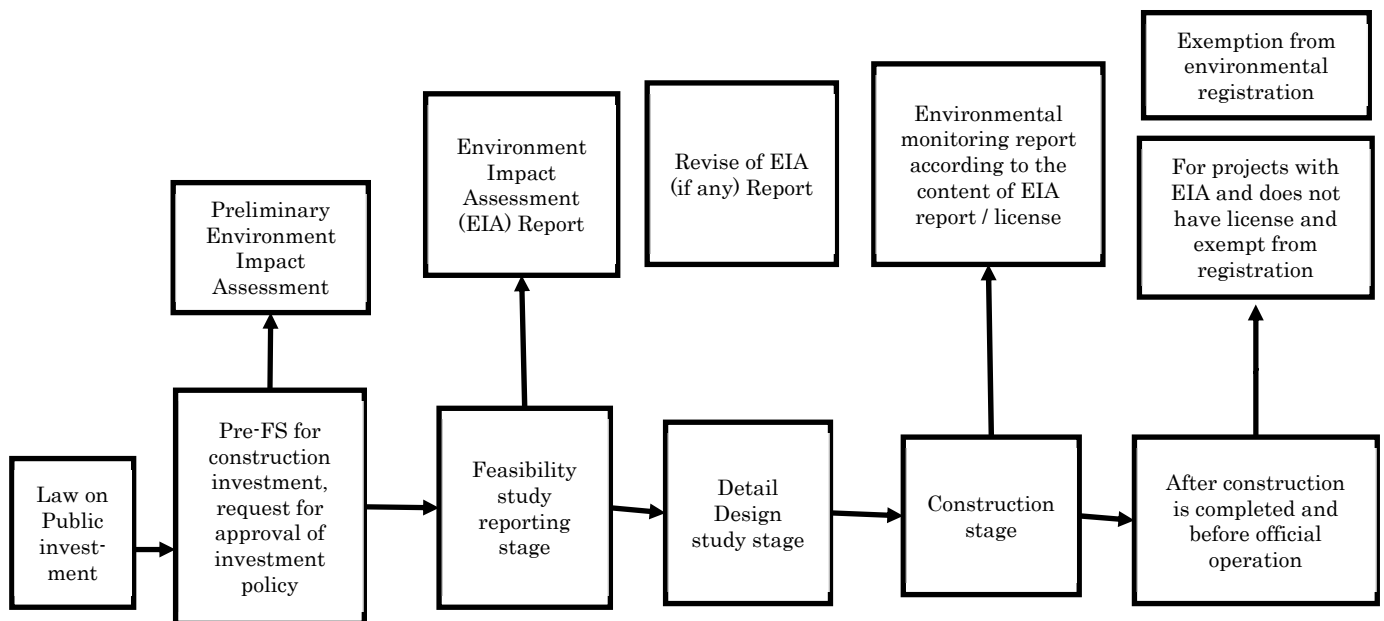 Exemption from
environmental
registration
Environment
Impact
Assessment
(EIA) Report
Revise of EIA
(if any) Report
Environmental
monitoring report
according to the
content of EIA
report / license
For projects with
EIA and does not
have license and
exempt from
registration
Preliminary
Environment
Impact
Assessment
Law on
Public
invest-
ment
Pre-FS for
construction
investment,
request for
approval of
investment
policy
Feasibility
study
reporting
stage
Detail
Design
study stage
Construction
stage
After construction
is completed and
before official
operation